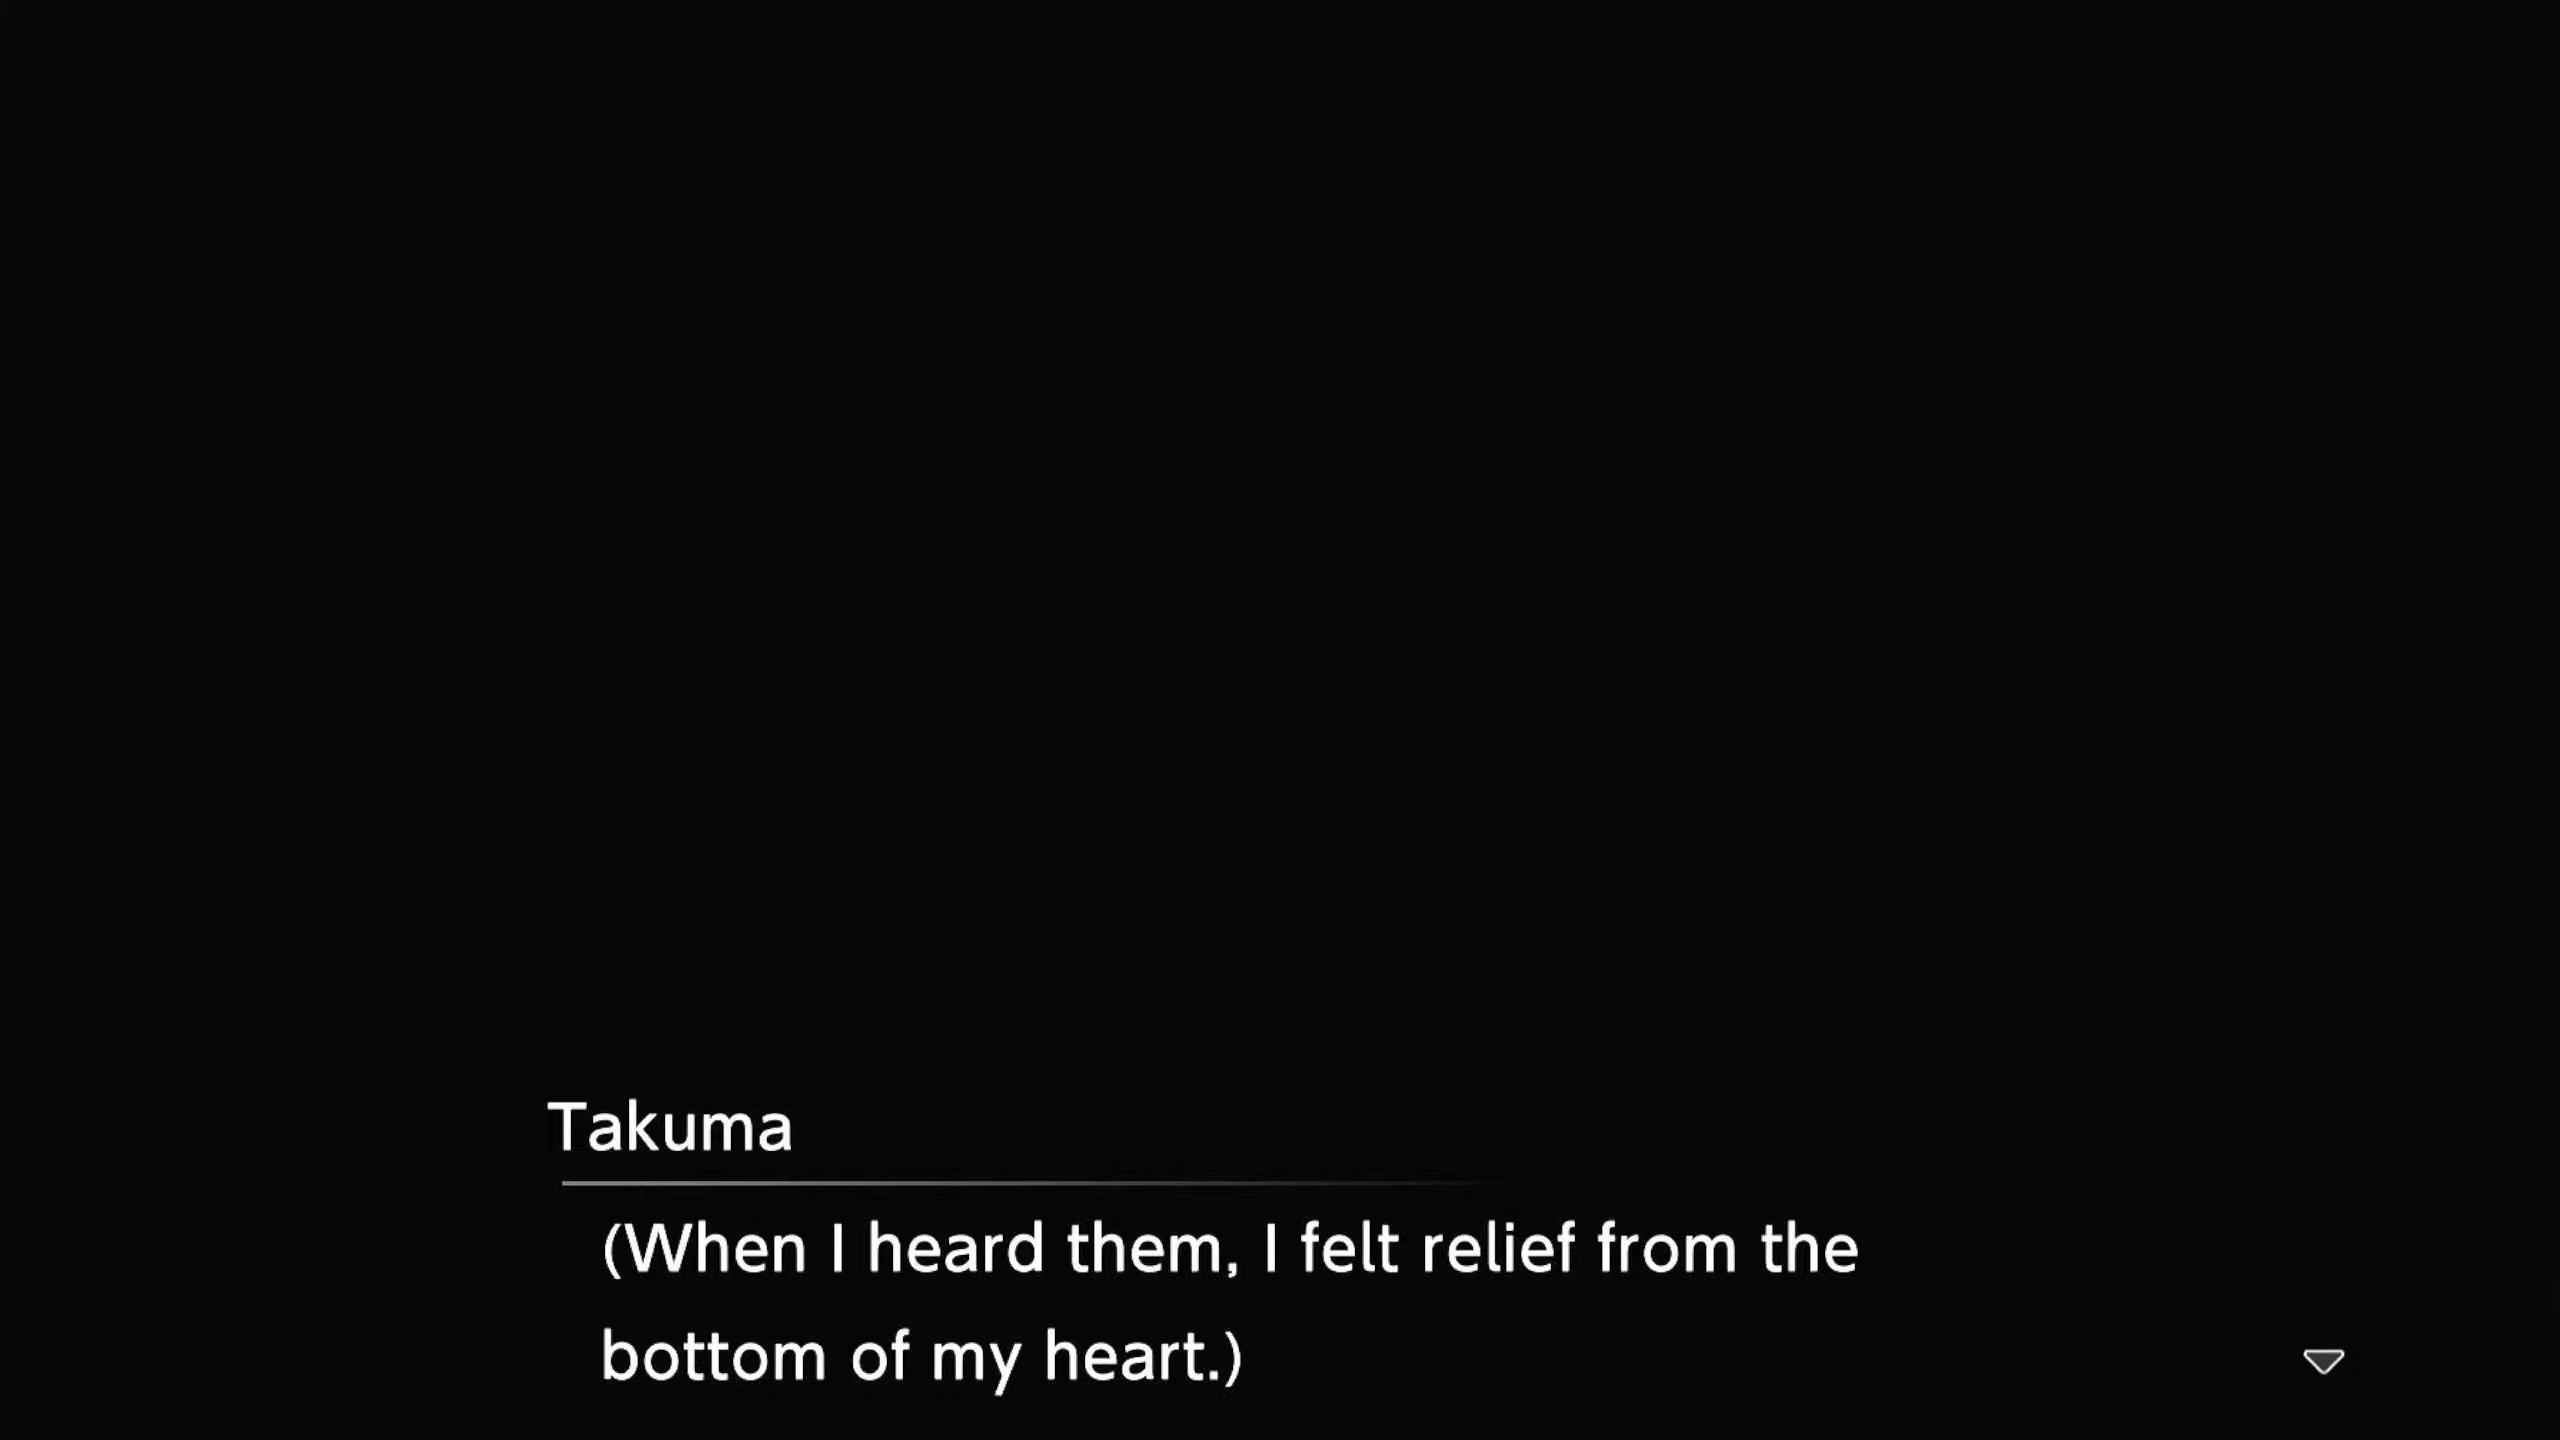 Takuma
(When I heard them, I felt relief from the
bottom of my heart.)